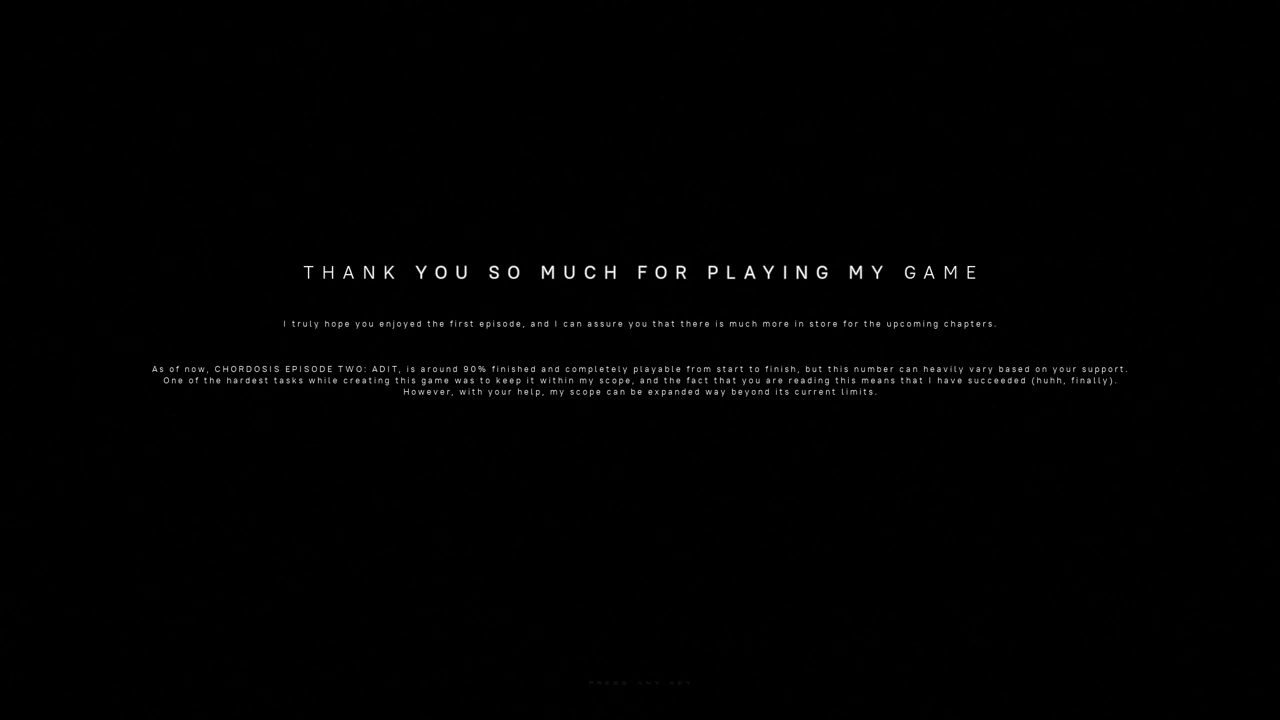 THANK YOU SO MUCH FOR PLAYING MY GAME
I truly hope you enjoyed the first episode, and I can assure you that there is much more in store for the upcoming chapters.
As of now, CHORDOSIS EPISODE TWO: ADIT, is around 90% finished and completely playable from start to finish, but this number can heavily vary based on your support.
One of the hardest tasks while creating this game was to keep it within my scope, and the fact that you are reading this means that I have succeeded (huhh, finally).
However, with your help, my scope can be expanded way beyond its current limits.
PRESS ANY KEY